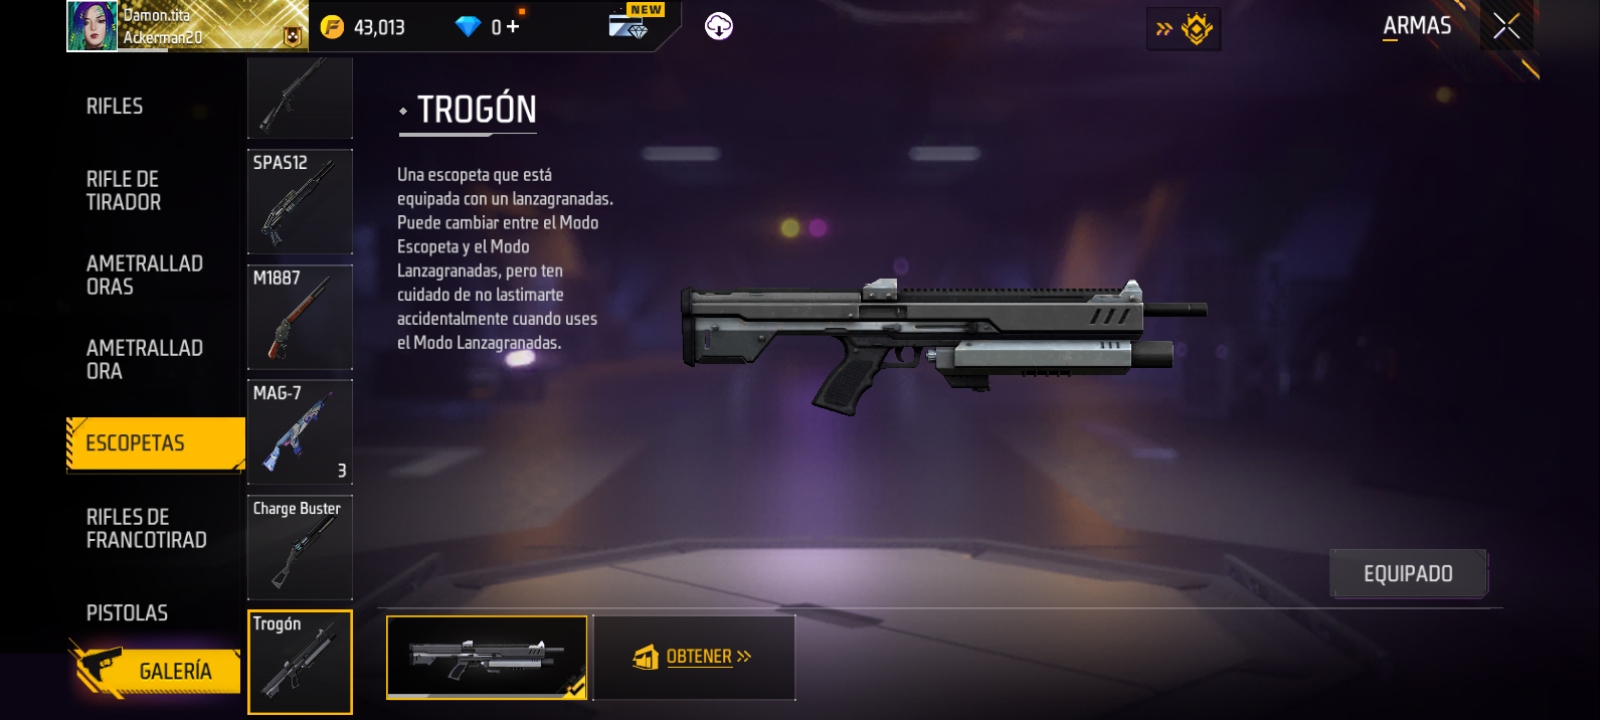 Damon.tita
Ackerman20
43,013
0 +
NEW
ARMAS
RIFLES
RIFLE DE
TIRADOR
AMETRALLAD
ORAS
AMETRALLAD
ORA
ESCOPETAS
RIFLES DE
FRANCOTIRAD
PISTOLAS
GALERÍA
SPAS12
M1887
MAG-7
3
Charge Buster
Trogón
TROGÓN
Una escopeta que está
equipada con un lanzagranadas.
Puede cambiar entre el Modo
Escopeta y el Modo
Lanzagranadas, pero ten
cuidado de no lastimarte
accidentalmente cuando uses
el Modo Lanzagranadas.
EQUIPADO
OBTENER